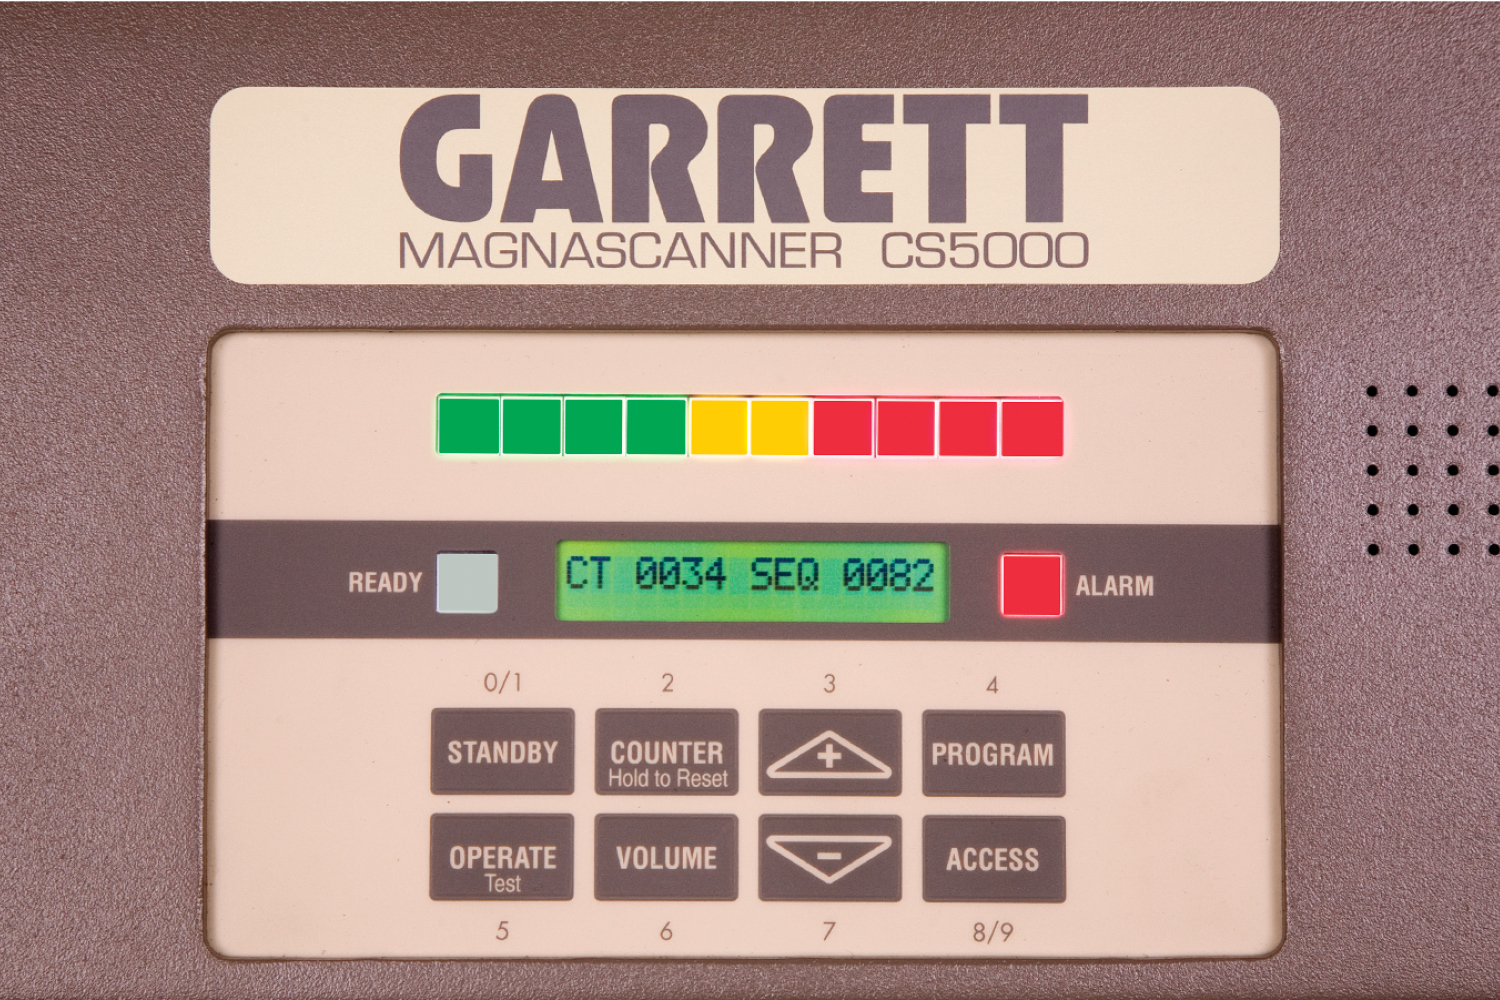 GARRETT
MAGNASCANNER CS5000
READY
CT 0034 SEQ 0082
ALARM
0/1 2 3 4
STANDBY
COUNTER
Hold to Reset
+
PROGRAM
OPERATE
Test
VOLUME
-
ACCESS
5 6 7 8/9